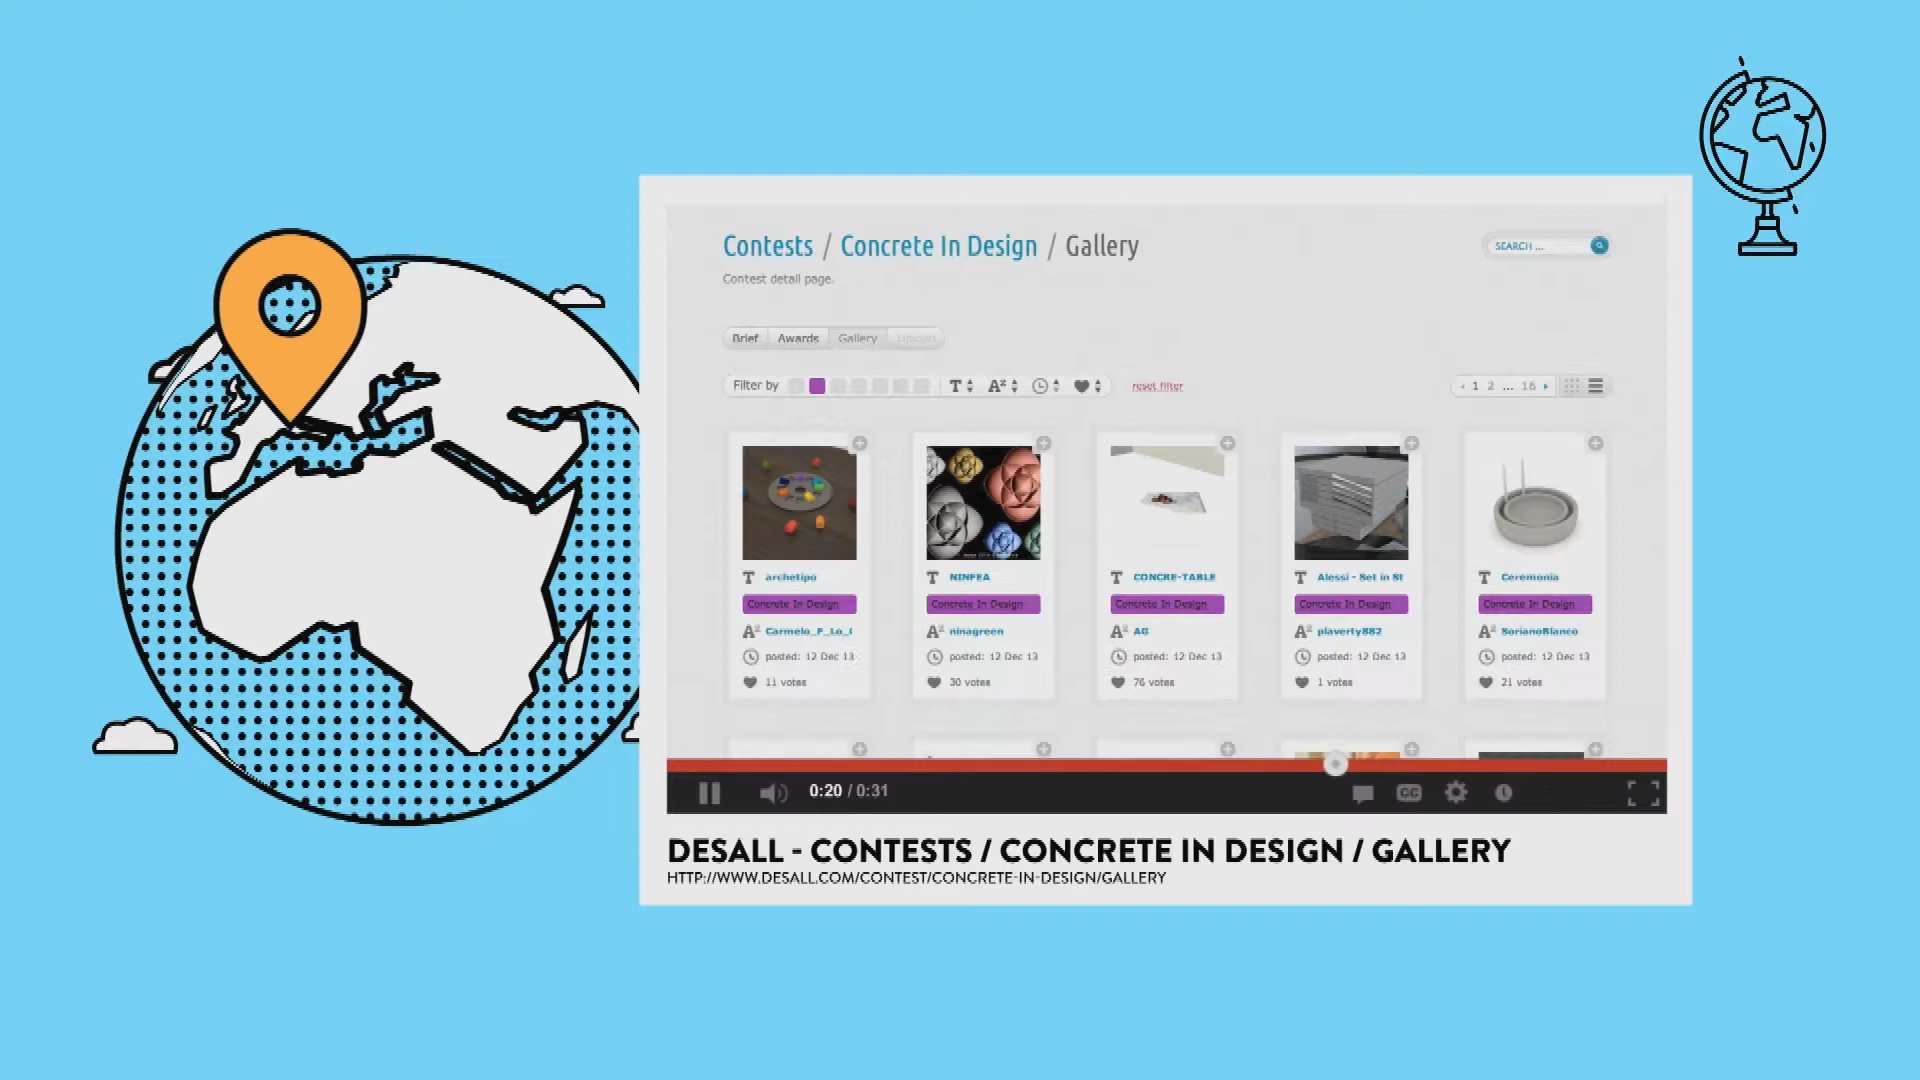 Contests / Concrete In Design / Gallery
SEARCH ...
Contest detail page.
Brief Awards Gallery Upload
Filter by
reset filter
1 2 ... 16
archetipo
NINFEA
CONCRE-TABLE
Alessi - Set in St
Ceremonia
Concrete In Design
Concrete In Design
Concrete In Design
Concrete In Design
Concrete In Design
Carmelo_F_Lo_
ninagreen
AG
plaverty882
SorianoBlanco
posted: 12 Dec 13
posted: 12 Dec 13
posted: 12 Dec 13
posted: 12 Dec 13
posted: 12 Dec 13
11 votes
30 votes
76 votes
1 votes
21 votes
0:20 / 0:31
CC
DESALL - CONTESTS / CONCRETE IN DESIGN / GALLERY
HTTP://WWW.DESALL.COM/CONTEST/CONCRETE-IN-DESIGN/GALLERY